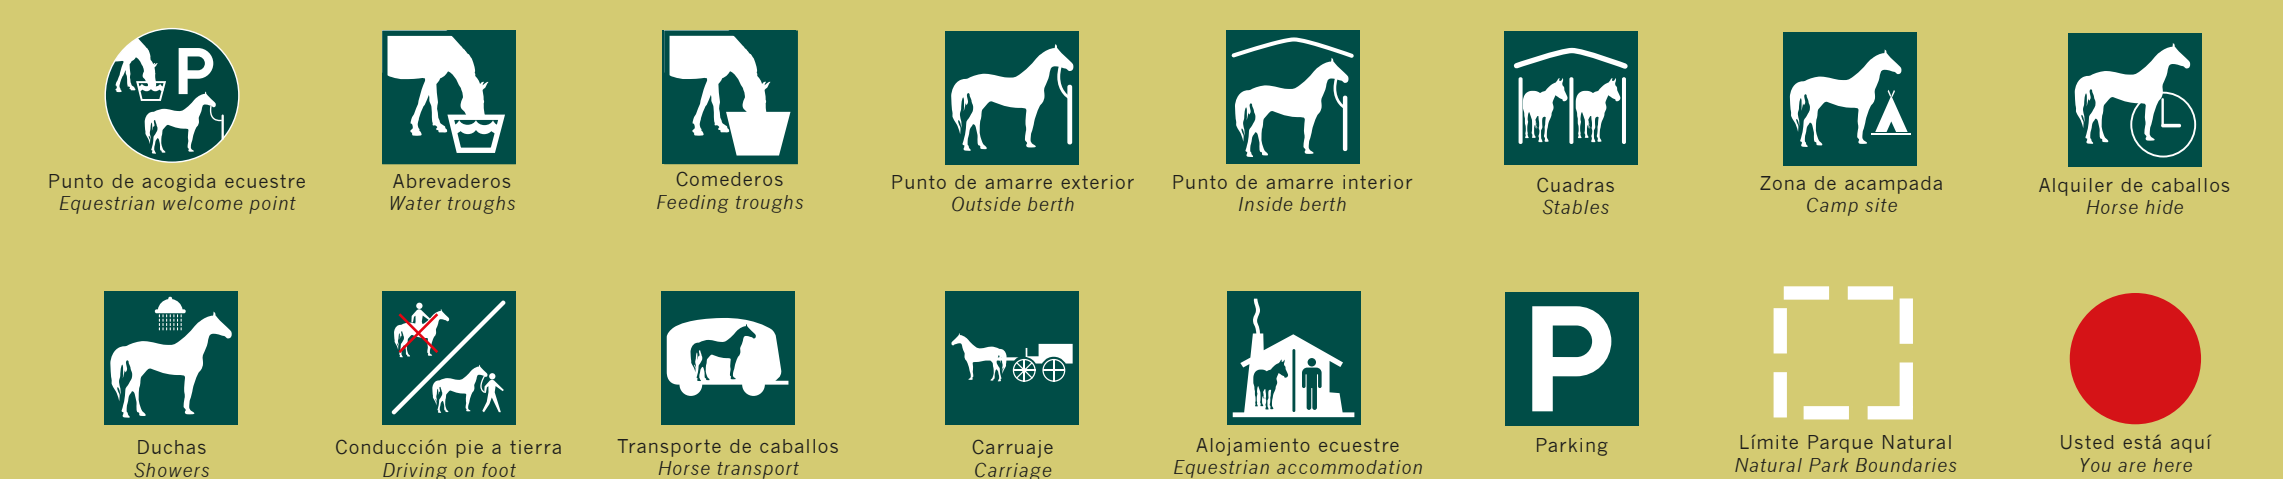 P
Punto de acogida ecuestre
Equestrian welcome point
Abrevaderos
Water troughs
Comederos
Feeding troughs
Punto de amarre exterior
Outside berth
Punto de amarre interior
Inside berth
Cuadras
Stables
Zona de acampada
Camp site
Alquiler de caballos
Horse hide
Duchas
Showers
Conducción pie a tierra
Driving on foot
Transporte de caballos
Horse transport
Carruaje
Carriage
Alojamiento ecuestre
Equestrian accommodation
P
Parking
Límite Parque Natural
Natural Park Boundaries
Usted está aquí
You are here